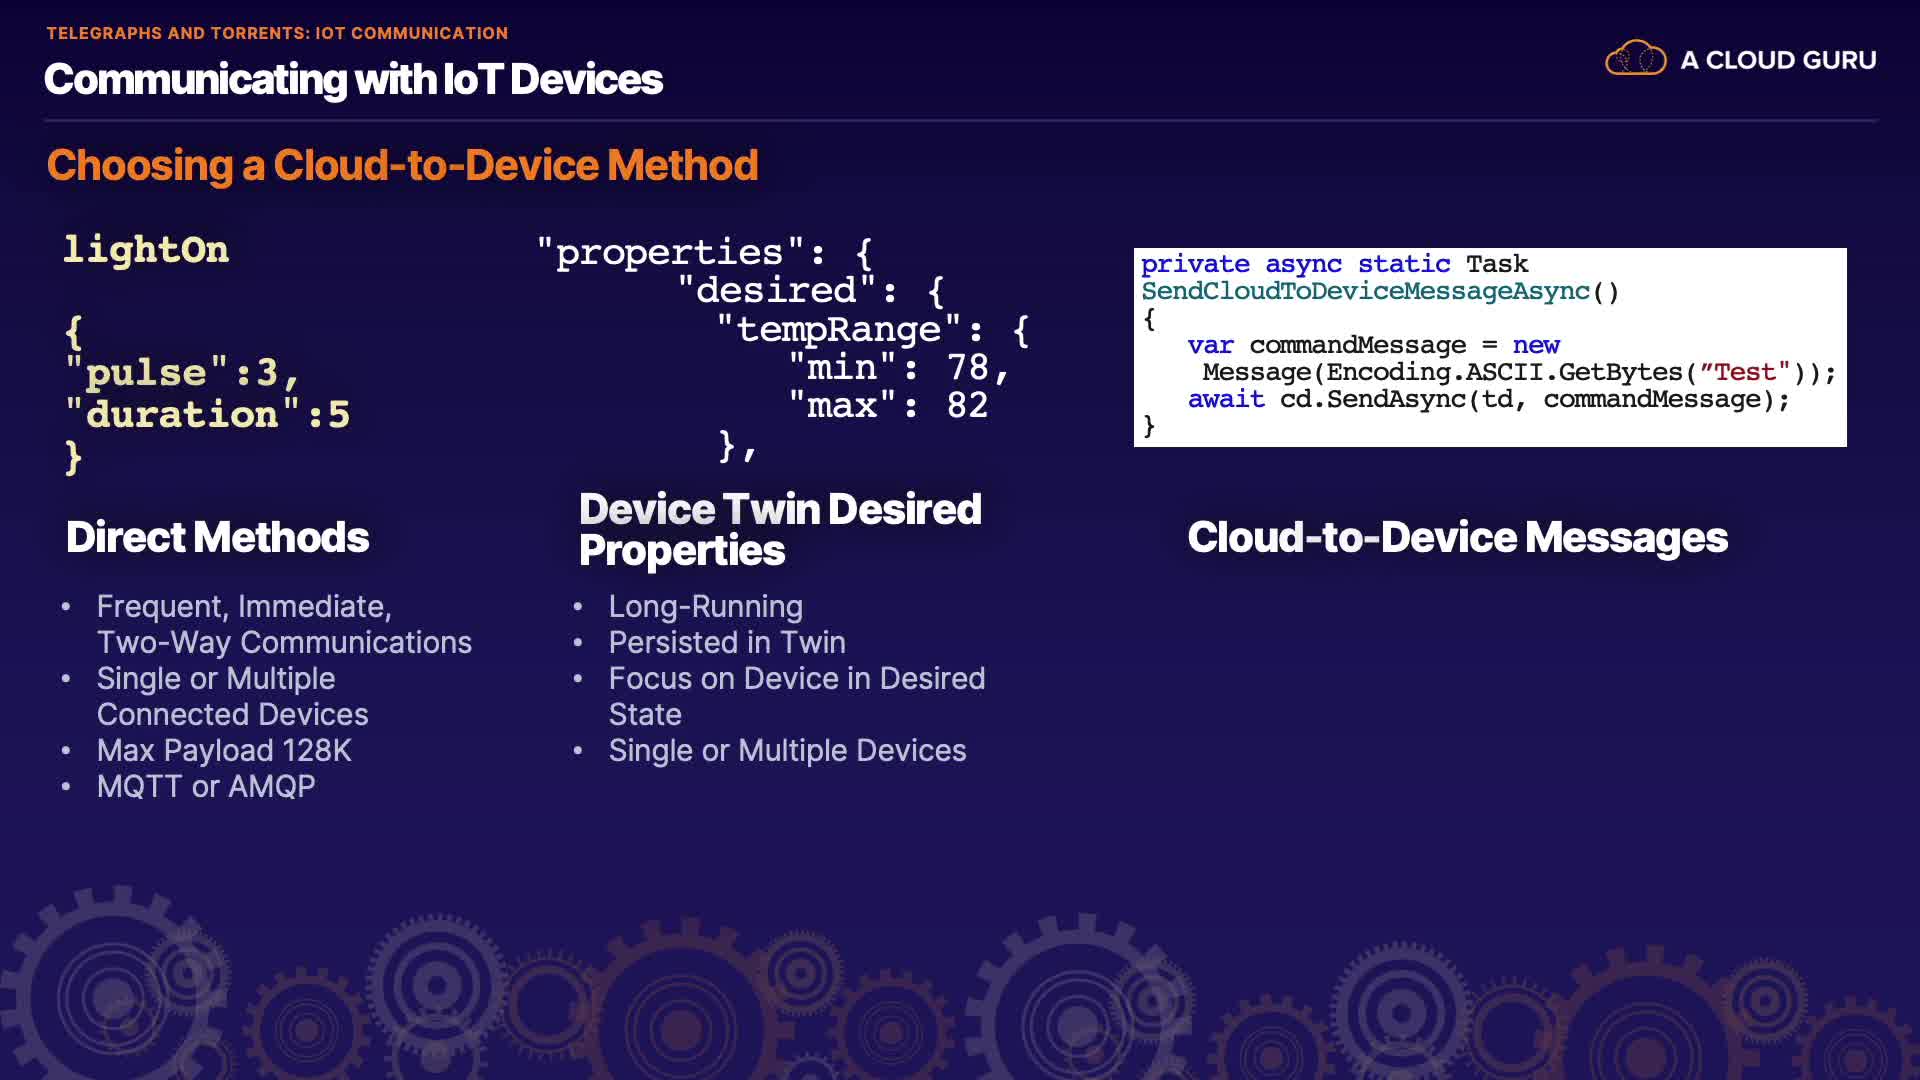 TELEGRAPHS AND TORRENTS: IOT COMMUNICATION
Communicating with IoT Devices
A CLOUD GURU
Choosing a Cloud-to-Device Method
lightOn
{
"pulse":3,
"duration":5
}
Direct Methods
• Frequent, Immediate,
Two-Way Communications
• Single or Multiple
Connected Devices
• Max Payload 128K
• MQTT or AMQP
"properties": {
"desired": {
"tempRange": {
"min": 78,
"max": 82
},
Device Twin Desired
Properties
• Long-Running
• Persisted in Twin
• Focus on Device in Desired
State
• Single or Multiple Devices
private async static Task
SendCloudToDeviceMessageAsync()
{
var commandMessage = new
Message(Encoding.ASCII.GetBytes(”Test"));
await cd.SendAsync(td, commandMessage);
}
Cloud-to-Device Messages